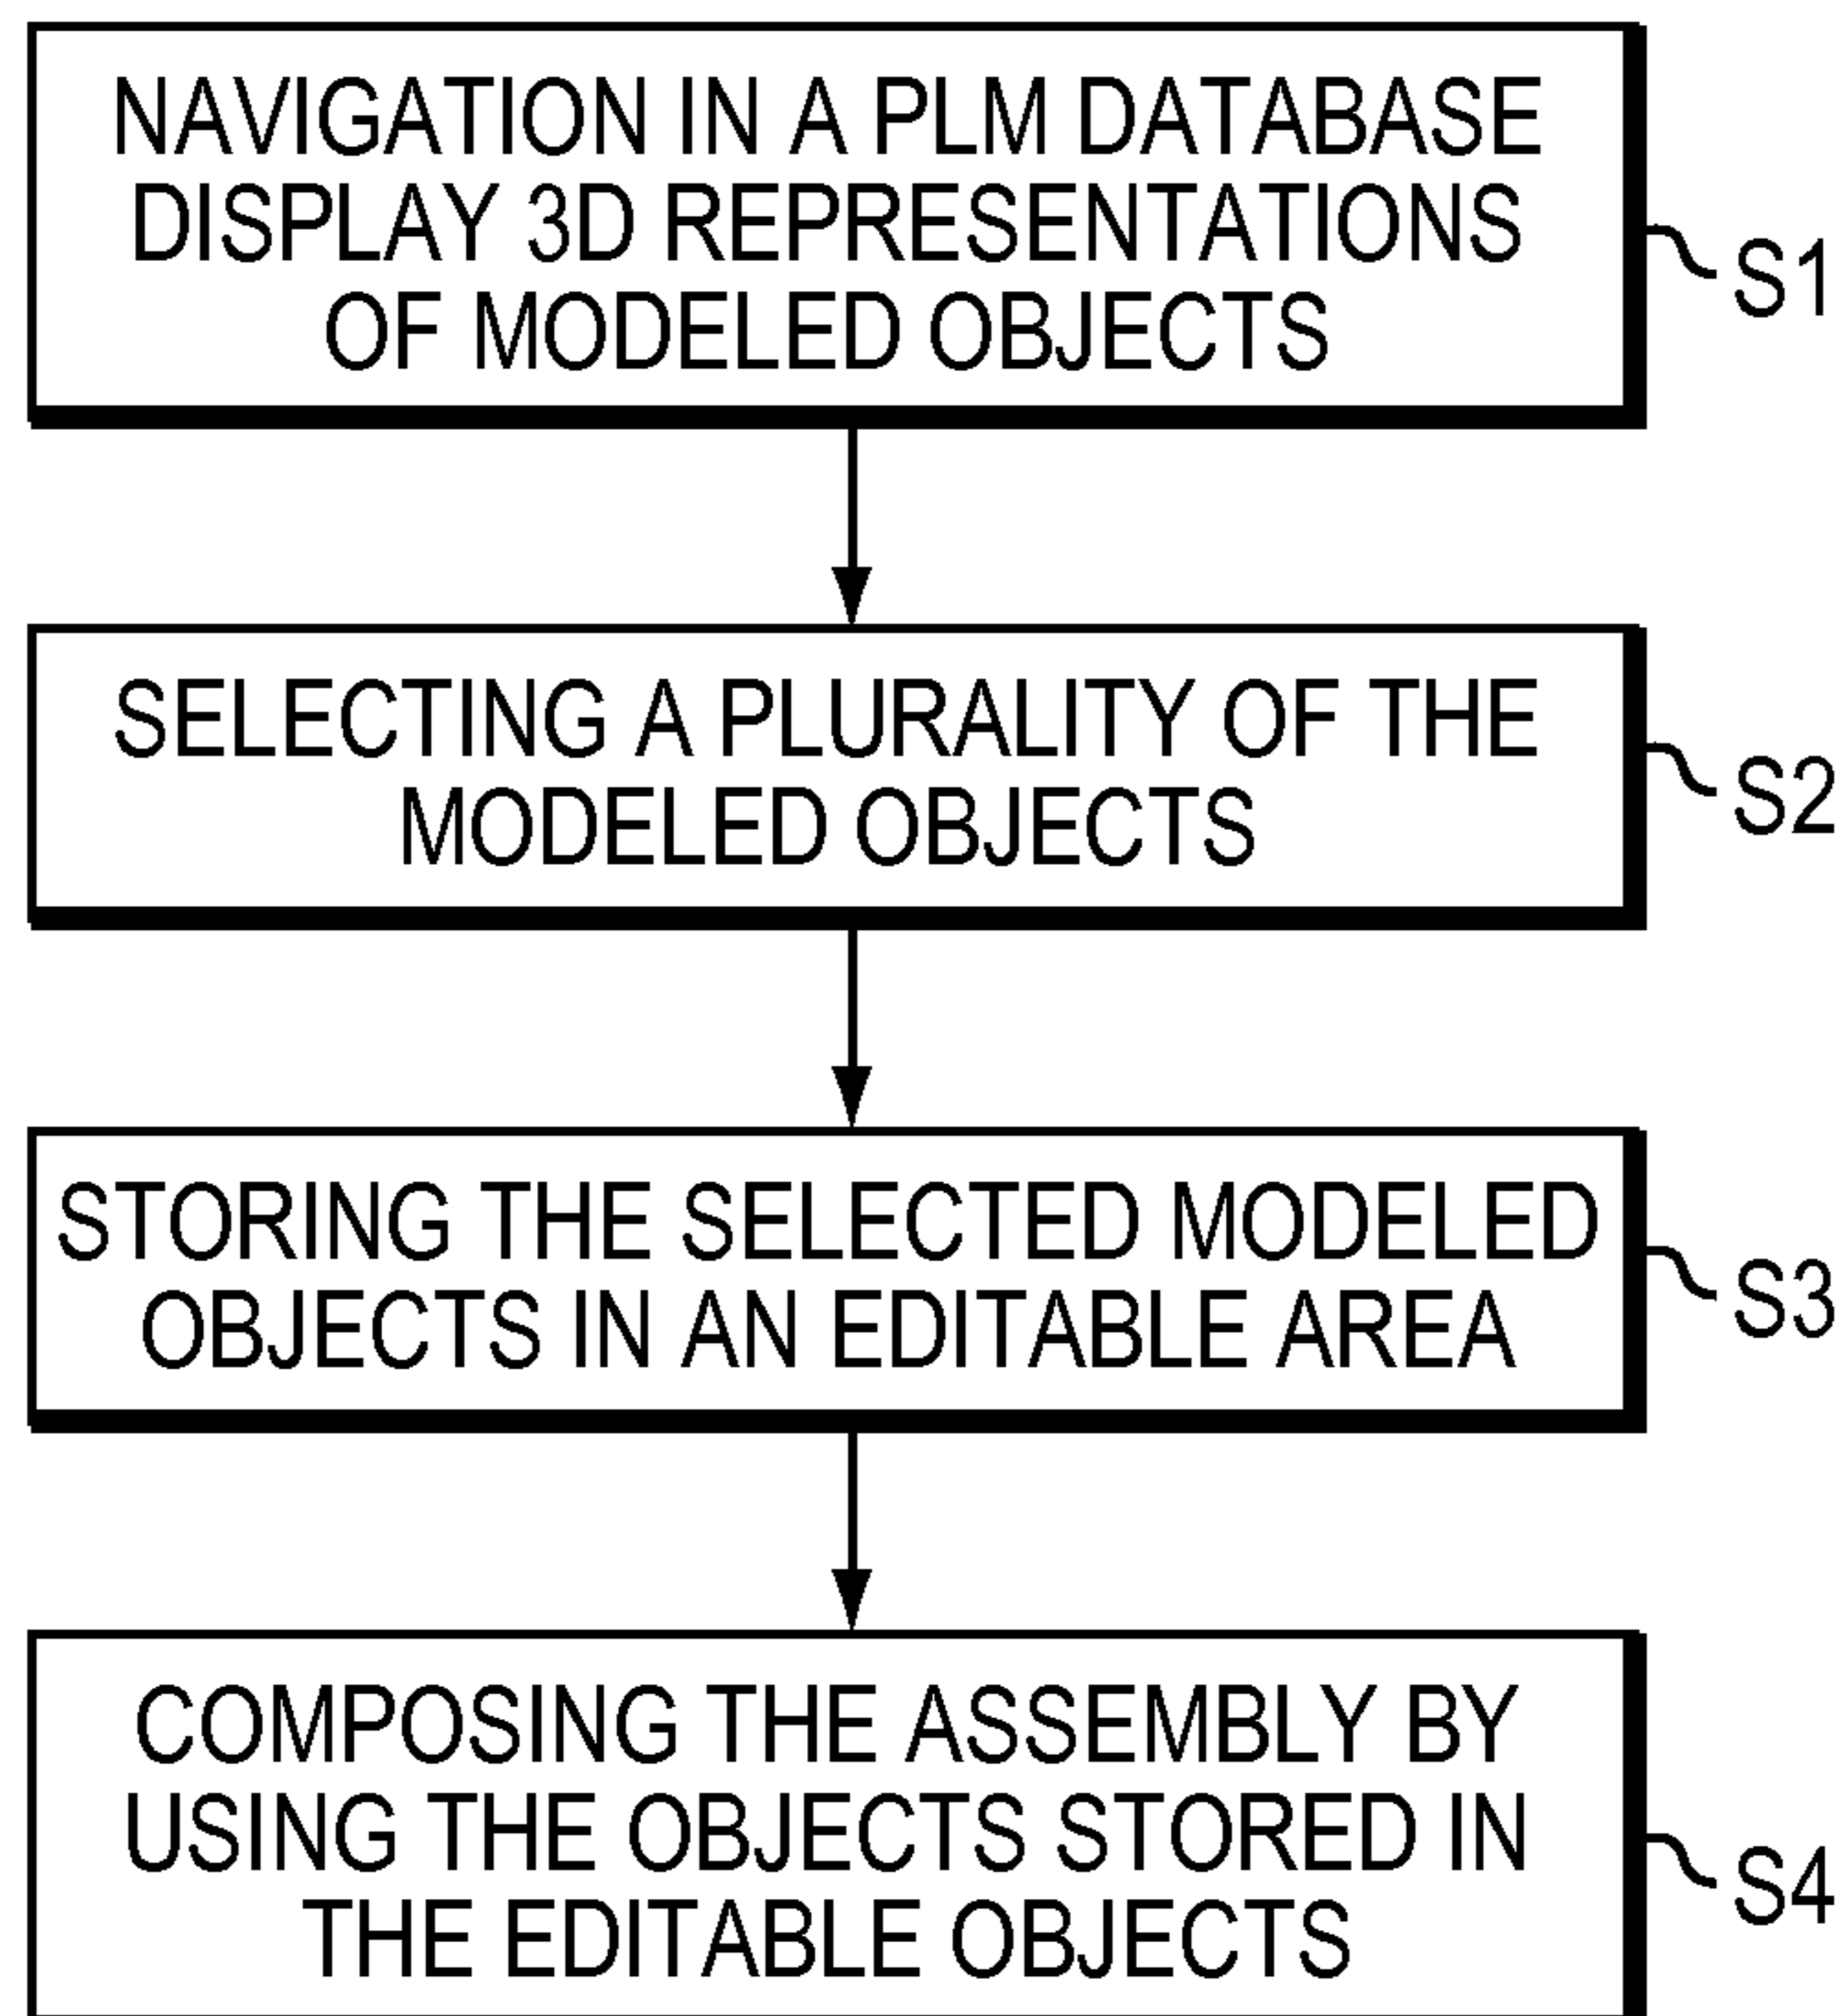 NAVIGATION IN A PLM DATABASE
DISPLAY 3D REPRESENTATIONS
OF MODELED OBJECTS
S1
SELECTING A PLURALITY OF THE
MODELED OBJECTS
S2
STORING THE SELECTED MODELED
OBJECTS IN AN EDITABLE AREA
S3
COMPOSING THE ASSEMBLY BY
USING THE OBJECTS STORED IN
THE EDITABLE OBJECTS
S4